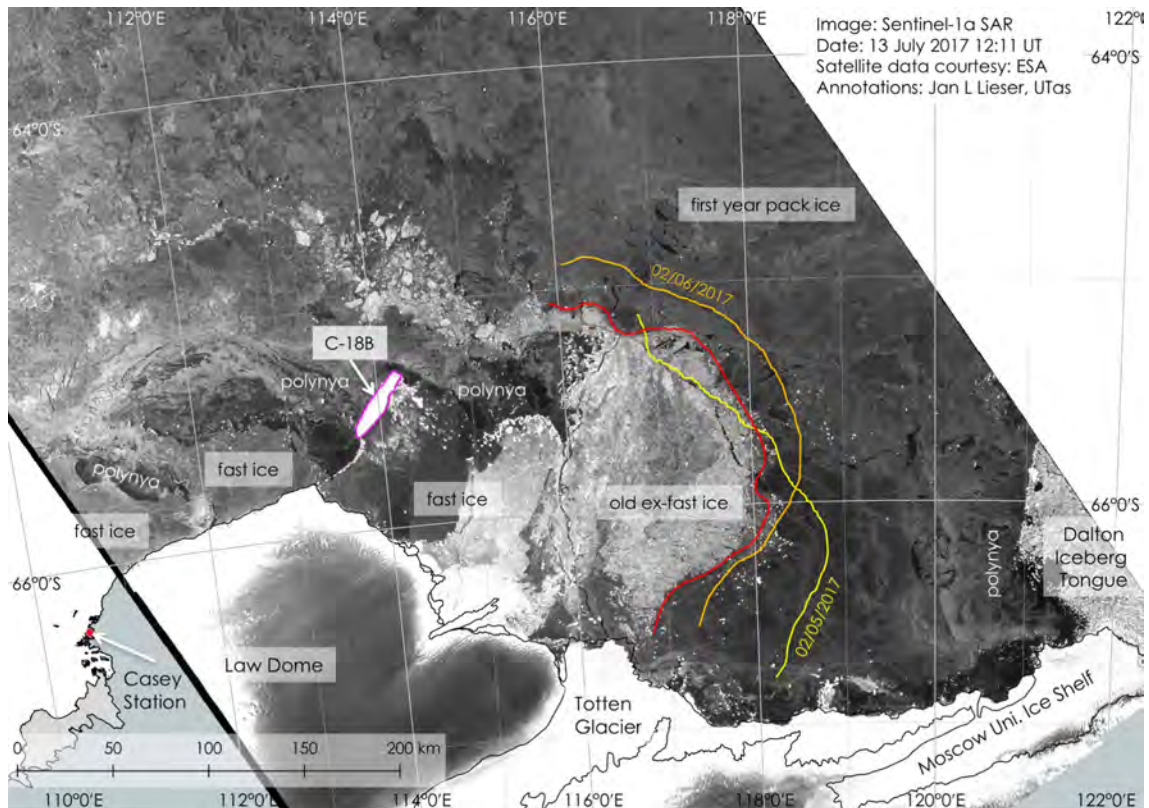 112°0'E
114°0'E
116°0'E
118°0'E
122°0
Image: Sentinel-1a SAR
Date: 13 July 2017 12:11 UT
Satellite data courtesy: ESA
Annotations: Jan L Lieser, UTas
64°0'S
64°0'S
first year pack ice
02/06/2017
C-18B
polynya
polynya
polynya
fast ice
fast ice
fast ice
old ex-fast ice
66°0'S
Dalton
Iceberg
Tongue
polynya
66°0'S
02/05/2017
Law Dome
Casey
Station
Totten
Glacier
Moscow Uni. Ice Shelf
0 50 100 150 200 km
110°0'E
112°0'E
114°0'E
116°0'E
118°0'E
120°0'E
122°0'E